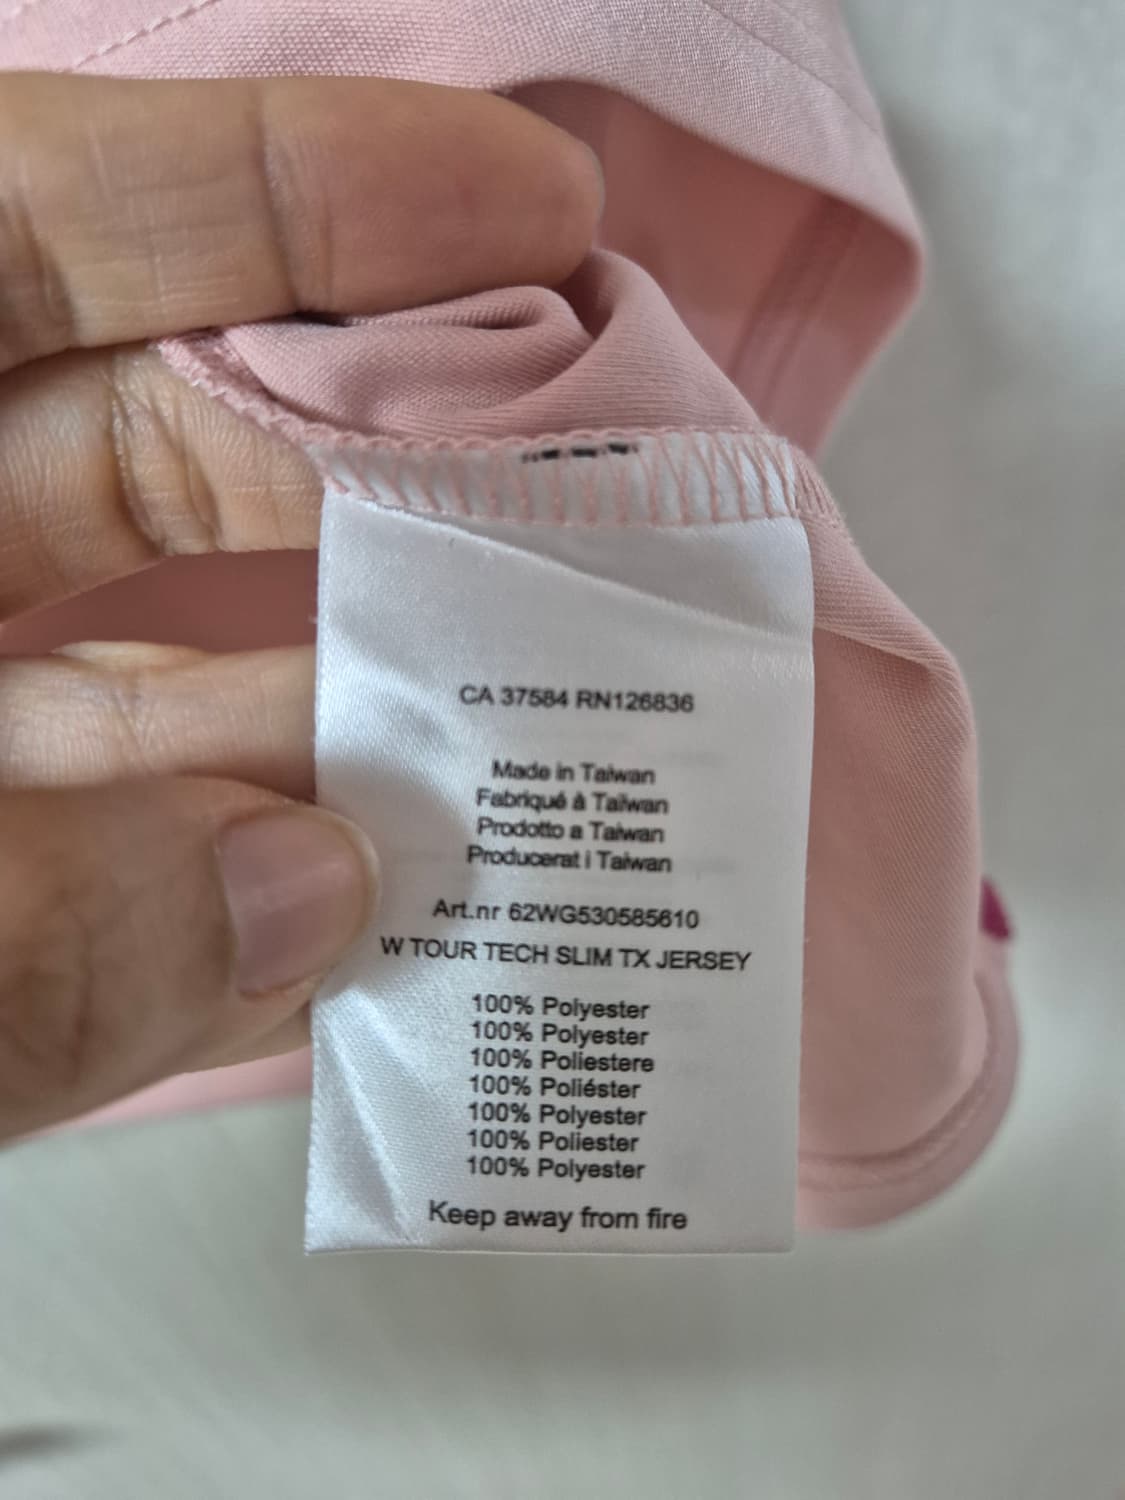 CA 37584 RN126836
Made in Taiwan
Fabriqué à Taïwan
Prodotto a Taiwan
Producerat i Taiwan
Art.nr 62WG530585610
W TOUR TECH SLIM TX JERSEY
100% Polyester
100% Polyester
100% Poliestere
100% Poliéster
100% Polyester
100% Poliester
100% Polyester
Keep away from fire